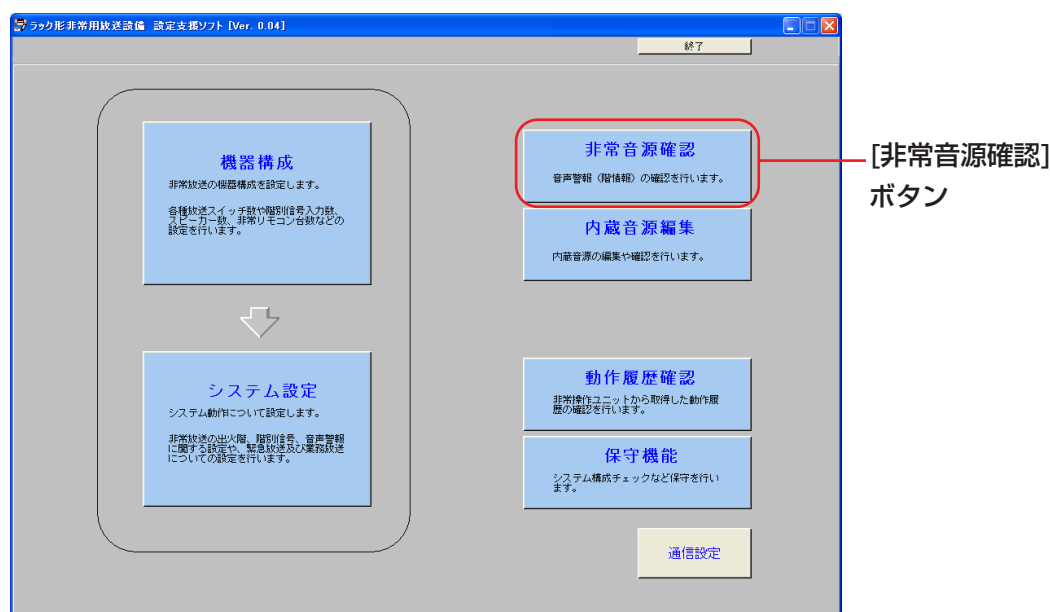 ラック形非常用放送設備 設定支援ソフト [Ver. 0.04]
終了
機器構成
非常放送の機器構成を設定します。
各種放送スイッチ数や階別信号入力数、
スピーカー数、非常リモコン台数などの
設定を行います。
システム設定
システム動作について設定します。
非常放送の出火階、階別信号、音声警報
に関する設定や、緊急放送及び業務放送
についての設定を行います。
非常音源確認
音声警報（階情報）の確認を行います。
内蔵音源編集
内蔵音源の編集や確認を行います。
動作履歴確認
非常操作ユニットから取得した動作履
歴の確認を行います。
保守機能
システム構成チェックなど保守を行い
ます。
通信設定
[非常音源確認]
ボタン